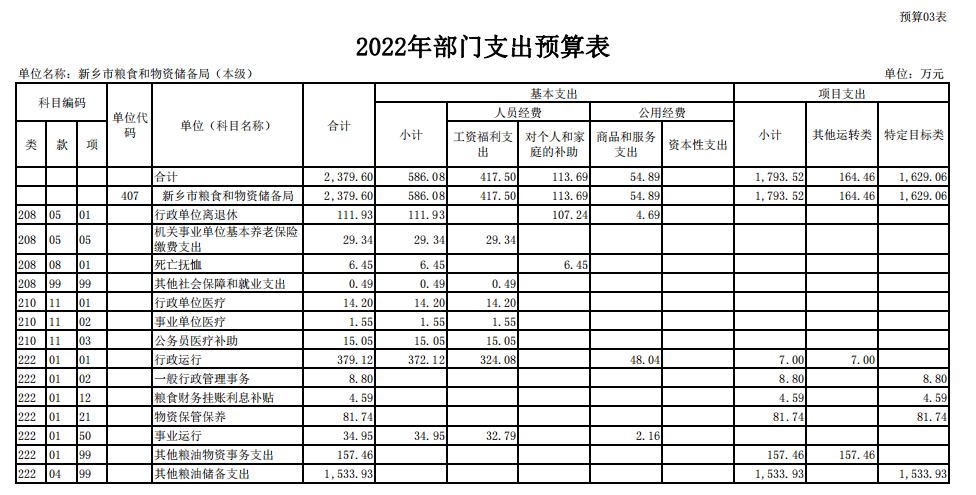 预算03表
2022年部门支出预算表
单位名称：新乡市粮食和物资储备局（本级） 单位：万元
科目编码 单位代码 单位（科目名称） 合计 基本支出 项目支出
小计 人员经费 公用经费 小计 其他运转类 特定目标类
类 款 项 工资福利支出 对个人和家庭的补助 商品和服务支出 资本性支出
合计 2,379.60 586.08 417.50 113.69 54.89 1,793.52 164.46 1,629.06
407 新乡市粮食和物资储备局 2,379.60 586.08 417.50 113.69 54.89 1,793.52 164.46 1,629.06
208 05 01 行政单位离退休 111.93 111.93 107.24 4.69
208 05 05 机关事业单位基本养老保险缴费支出 29.34 29.34 29.34
208 08 01 死亡抚恤 6.45 6.45 6.45
208 99 99 其他社会保障和就业支出 0.49 0.49 0.49
210 11 01 行政单位医疗 14.20 14.20 14.20
210 11 02 事业单位医疗 1.55 1.55 1.55
210 11 03 公务员医疗补助 15.05 15.05 15.05
222 01 01 行政运行 379.12 372.12 324.08 48.04 7.00 7.00
222 01 02 一般行政管理事务 8.80 8.80 8.80
222 01 12 粮食财务挂账利息补贴 4.59 4.59 4.59
222 01 21 物资保管保养 81.74 81.74 81.74
222 01 50 事业运行 34.95 34.95 32.79 2.16
222 01 99 其他粮油物资事务支出 157.46 157.46 157.46
222 04 99 其他粮油储备支出 1,533.93 1,533.93 1,533.93